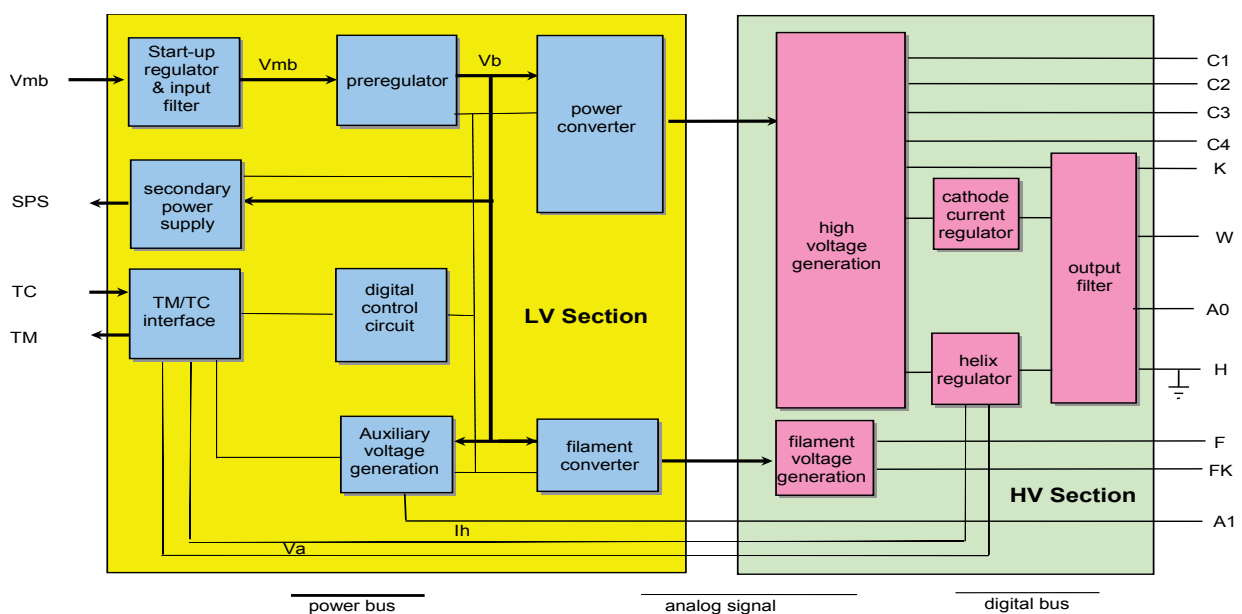 Vmb
Start-up
regulator
& input
filter
Vmb
preregulator
Vb
power
converter
SPS
secondary
power
supply
TC
TM
TM/TC
interface
digital
control
circuit
LV Section
Auxiliary
voltage
generation
filament
converter
Ih
Va
high
voltage
generation
cathode
current
regulator
output
filter
helix
regulator
filament
voltage
generation
HV Section
C1
C2
C3
C4
K
W
A0
H
F
FK
A1
power bus
analog signal
digital bus